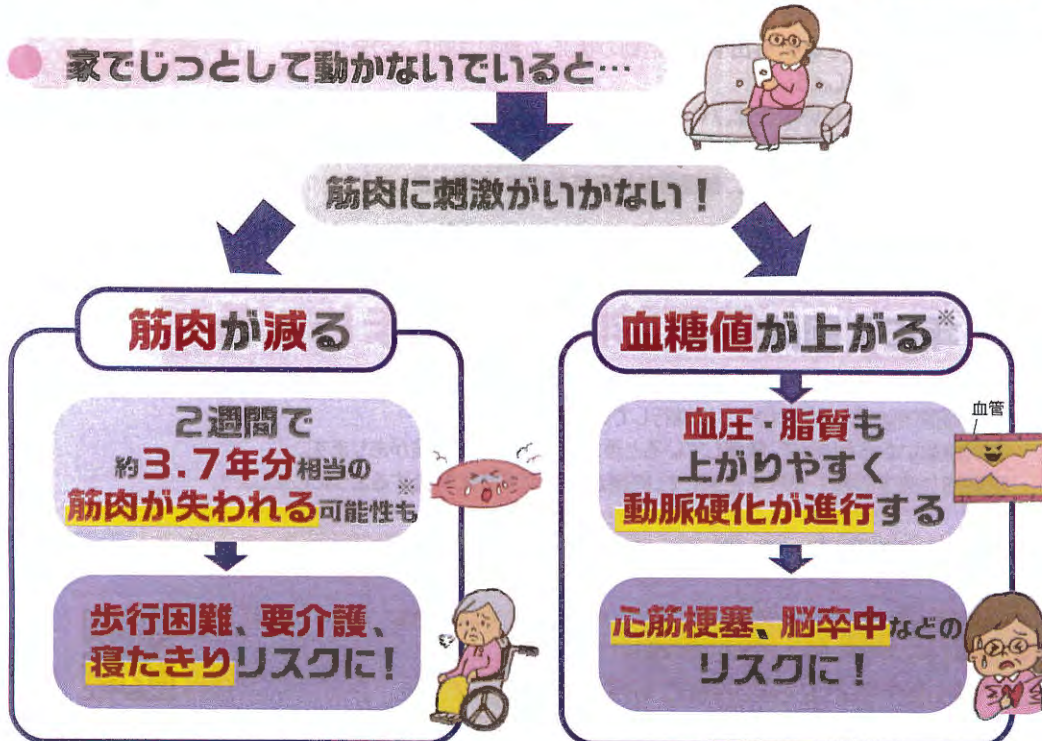 家でじっとして動かないでいると…
筋肉に刺激がいかない！
筋肉が減る
２週間で
約3.7年分相当の
筋肉が失われる可能性も※
歩行困難、要介護、
寝たきりリスクに！
血糖値が上がる※
血圧・脂質も
上がりやすく
動脈硬化が進行する
血管
心筋梗塞、脳卒中などの
リスクに！